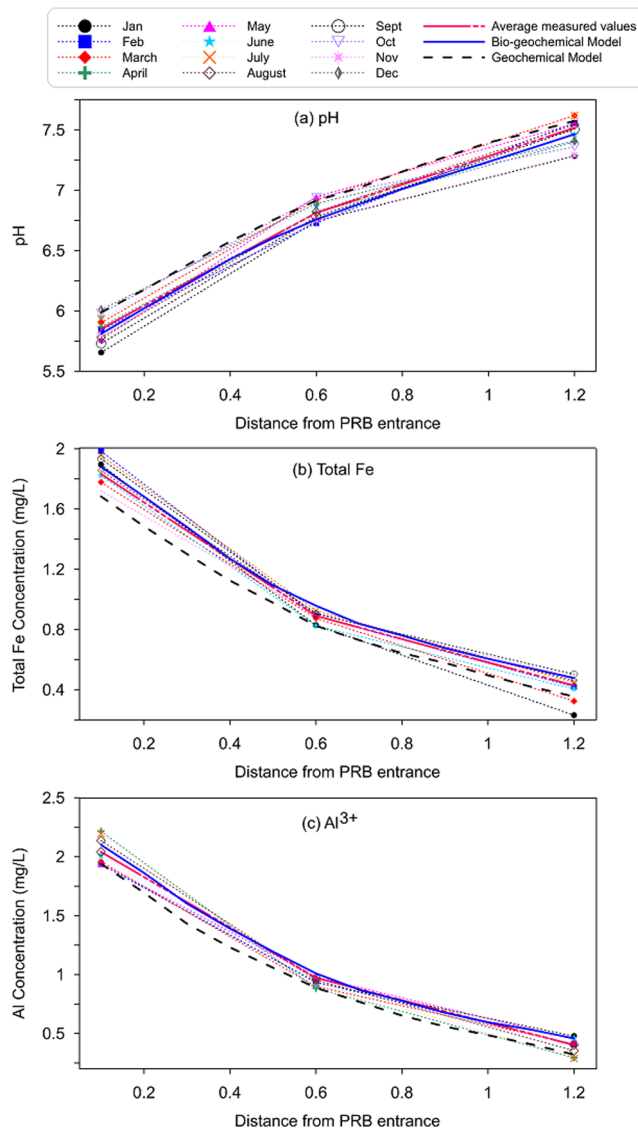 Jan May Sept Average measured values
Feb June Oct Bio-geochemical Model
March July Nov Geochemical Model
April August Dec
(a) pH
7.5
7
6.5
6
5.5
pH
0.2 0.4 0.6 0.8 1 1.2
Distance from PRB entrance
(b) Total Fe
2
1.6
1.2
0.8
0.4
Total Fe Concentration (mg/L)
0.2 0.4 0.6 0.8 1 1.2
Distance from PRB entrance
(c) Al3+
2.5
2
1.5
1
0.5
Al Concentration (mg/L)
0.2 0.4 0.6 0.8 1 1.2
Distance from PRB entrance